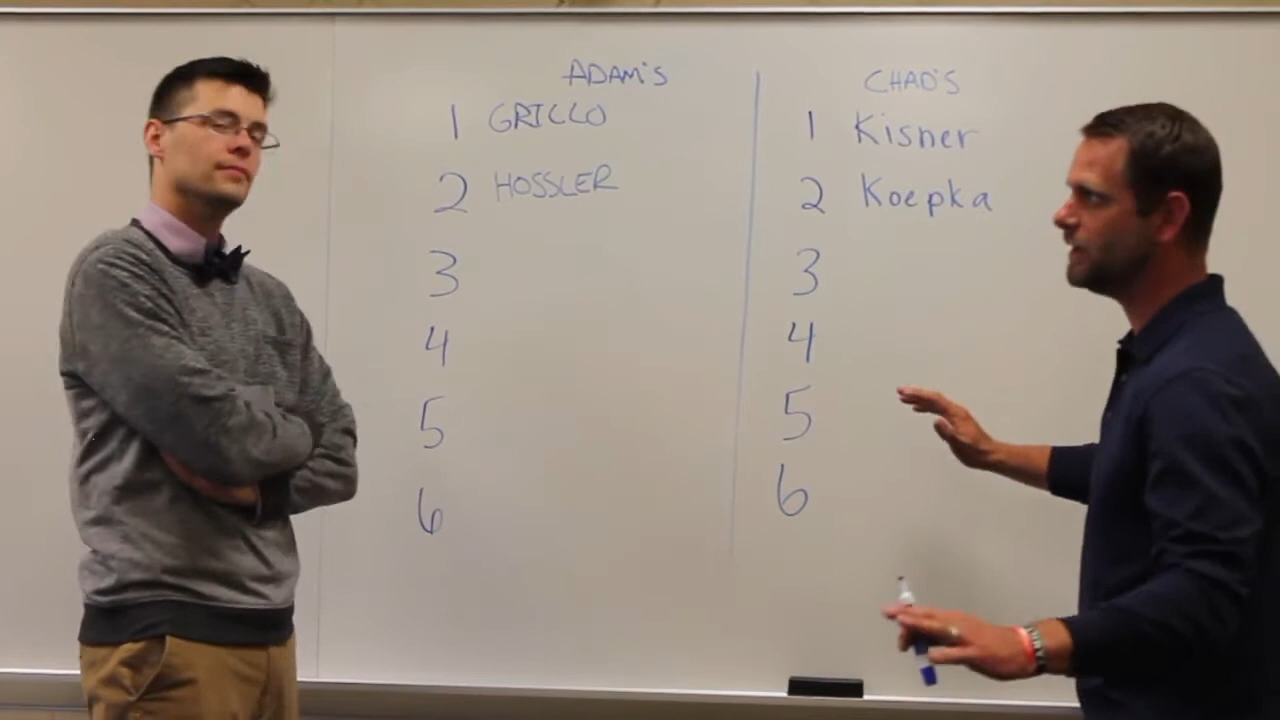 ADAM'S
1 GRILLO
2 HOSSLER
3
4
5
6
CHAD'S
1 Kisner
2 Koepka
3
4
5
6